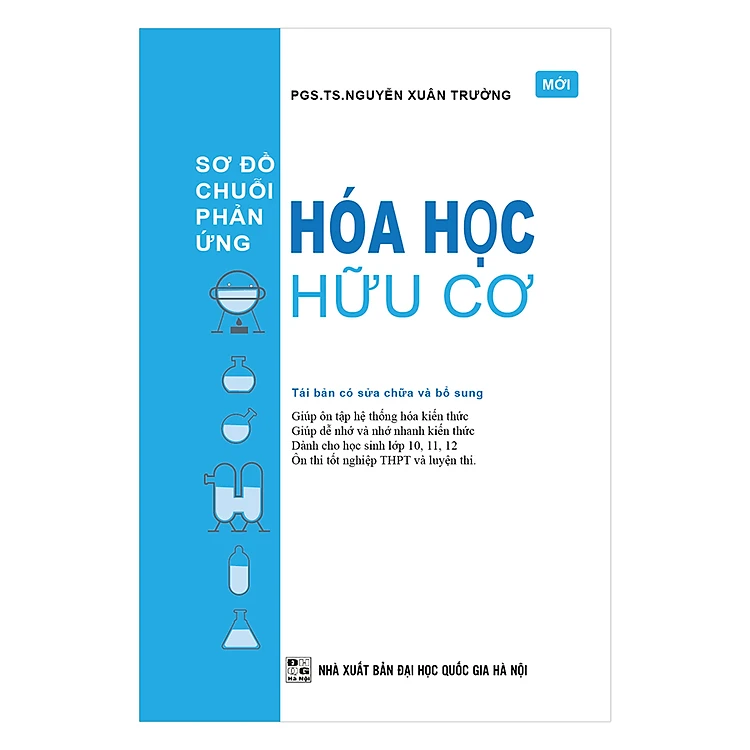 PGS.TS.NGUYỄN XUÂN TRƯỜNG
MỚI
SƠ ĐỒ
CHUỖI
PHẢN
ỨNG
HÓA HỌC
HỮU CƠ
Tái bản có sửa chữa và bổ sung
Giúp ôn tập hệ thống hóa kiến thức
Giúp dễ nhớ và nhớ nhanh kiến thức
Dành cho học sinh lớp 10, 11, 12
Ôn thi tốt nghiệp THPT và luyện thi.
ĐH
QG
Hà Nội
NHÀ XUẤT BẢN ĐẠI HỌC QUỐC GIA HÀ NỘI